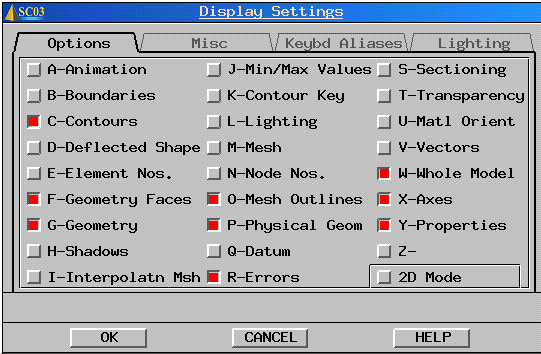 SC03 Display Settings
Options Misc Keybd Aliases Lighting
A-Animation J-Min/Max Values S-Sectioning
B-Boundaries K-Contour Key T-Transparency
C-Contours L-Lighting U-Matl Orient
D-Deflected Shape M-Mesh V-Vectors
E-Element Nos. N-Node Nos. W-Whole Model
F-Geometry Faces O-Mesh Outlines X-Axes
G-Geometry P-Physical Geom Y-Properties
H-Shadows Q-Datum Z-
I-Interpolatn Msh R-Errors 2D Mode
OK CANCEL HELP